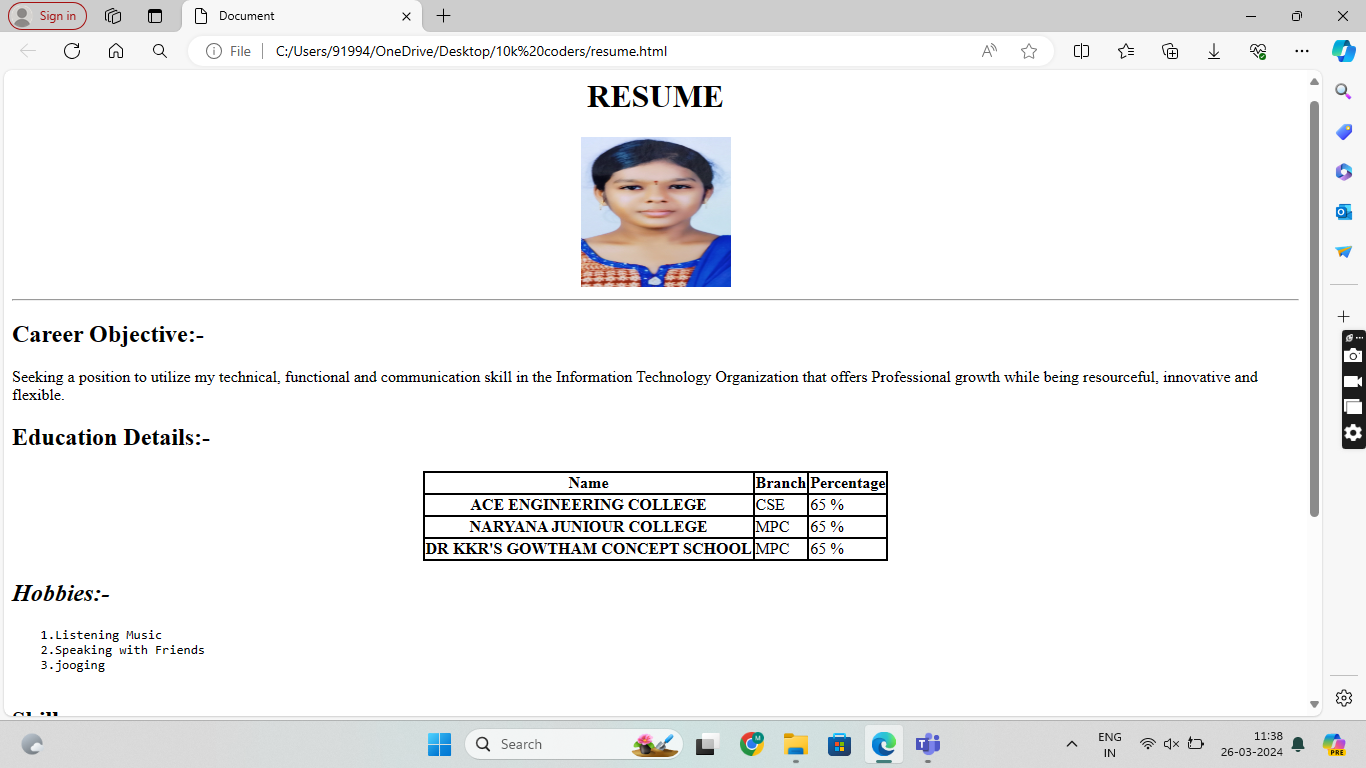 Sign in
Document
File
C:/Users/91994/OneDrive/Desktop/10k%20coders/resume.html
RESUME
Career Objective:-
Seeking a position to utilize my technical, functional and communication skill in the Information Technology Organization that offers Professional growth while being resourceful, innovative and
flexible.
Education Details:-
Name Branch Percentage
ACE ENGINEERING COLLEGE CSE 65 %
NARYANA JUNIOUR COLLEGE MPC 65 %
DR KKR'S GOWTHAM CONCEPT SCHOOL MPC 65 %
Hobbies:-
1.Listening Music
2.Speaking with Friends
3.jooging
Search
ENG
IN
11:38
26-03-2024
PRE